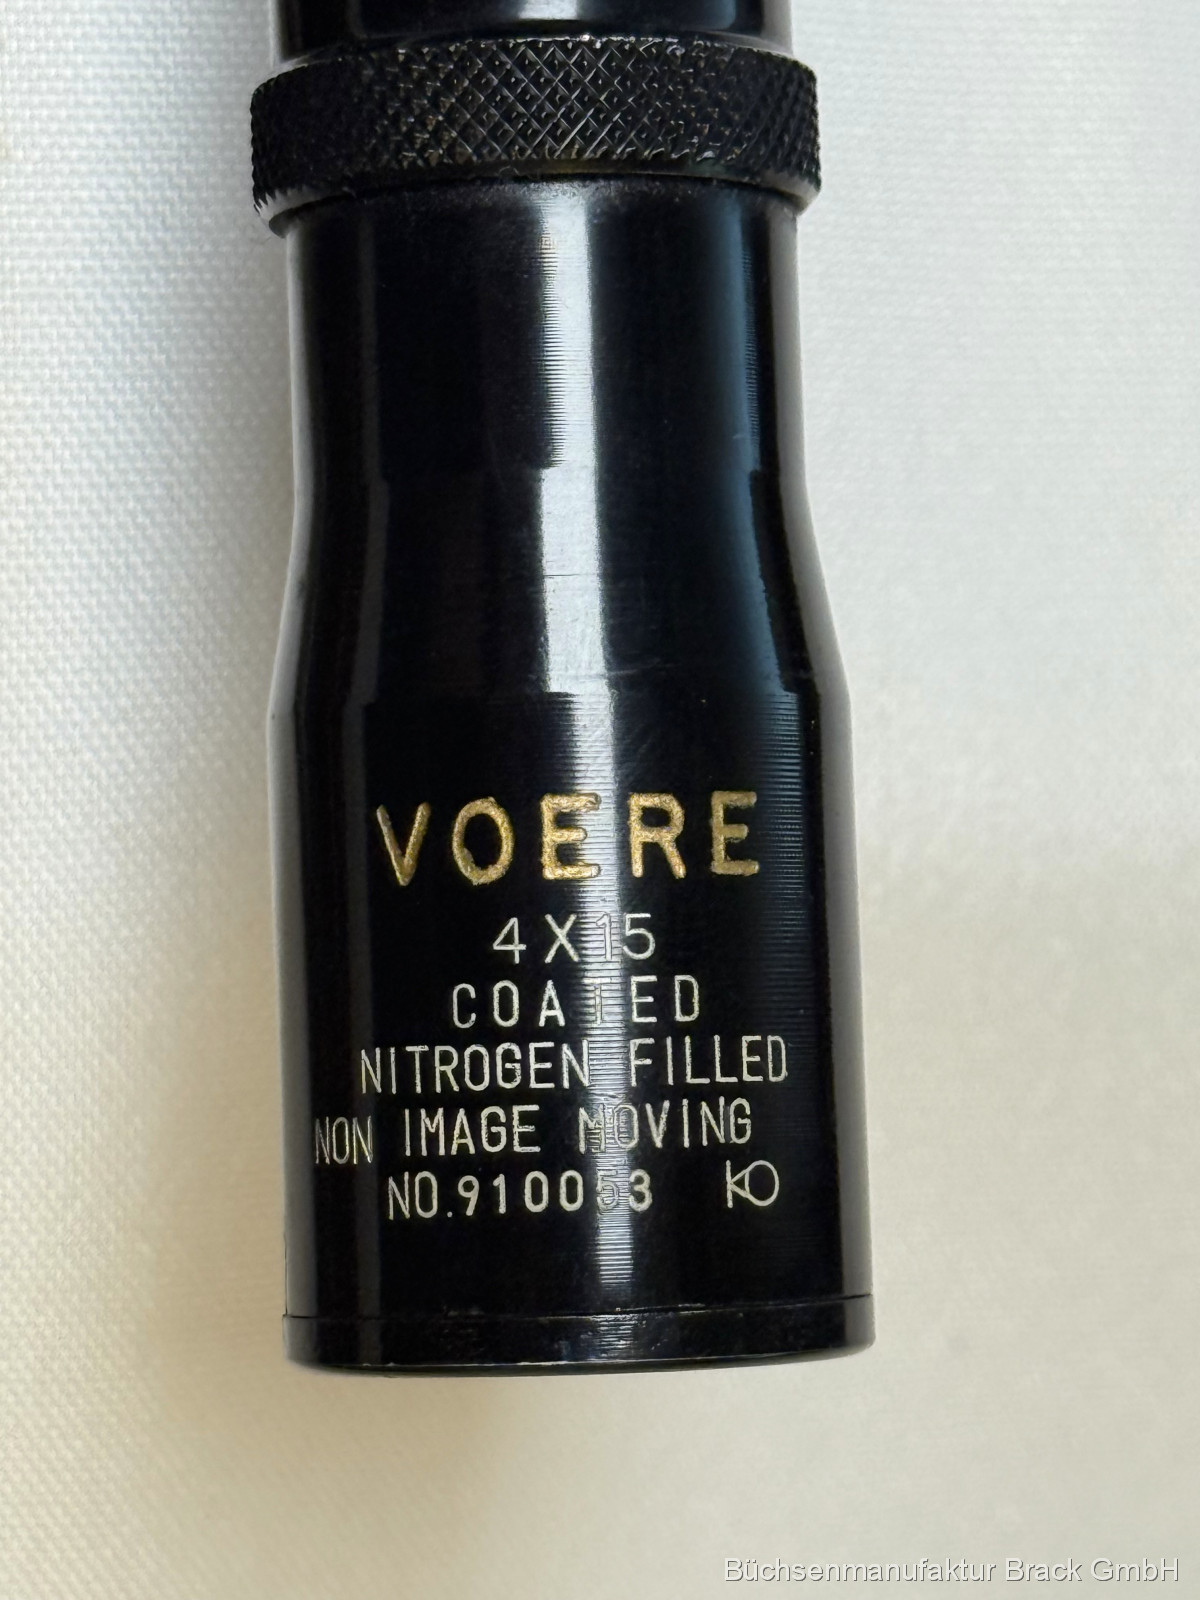 VOERE
4X15
COATED
NITROGEN FILLED
NON IMAGE MOVING
NO.910053 KO
Büchsenmanufaktur Brack GmbH